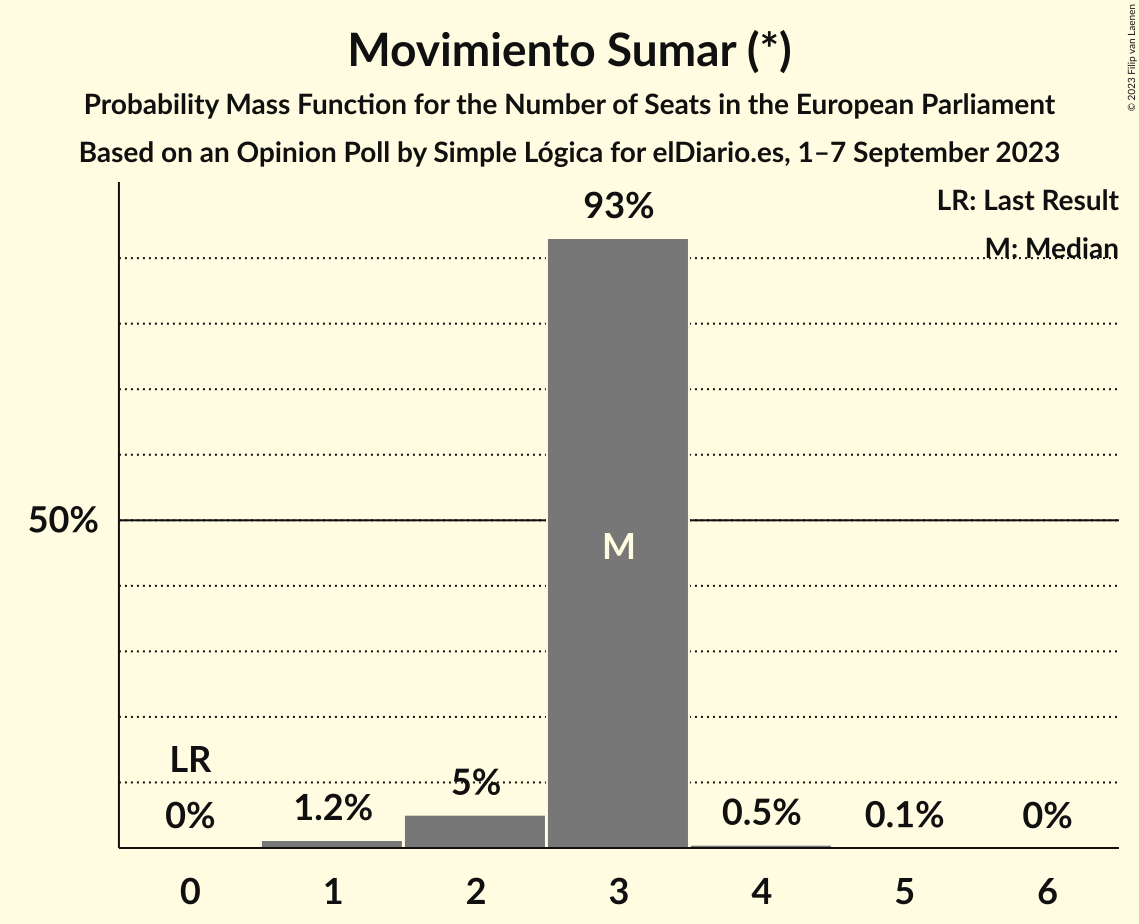 Movimiento Sumar (*)
Probability Mass Function for the Number of Seats in the European Parliament
Based on an Opinion Poll by Simple Lógica for elDiario.es, 1–7 September 2023
© 2023 Filip van Laenen
LR: Last Result
M: Median
93%
50%
M
LR
0%
1.2%
5%
0.5%
0.1%
0%
0 1 2 3 4 5 6